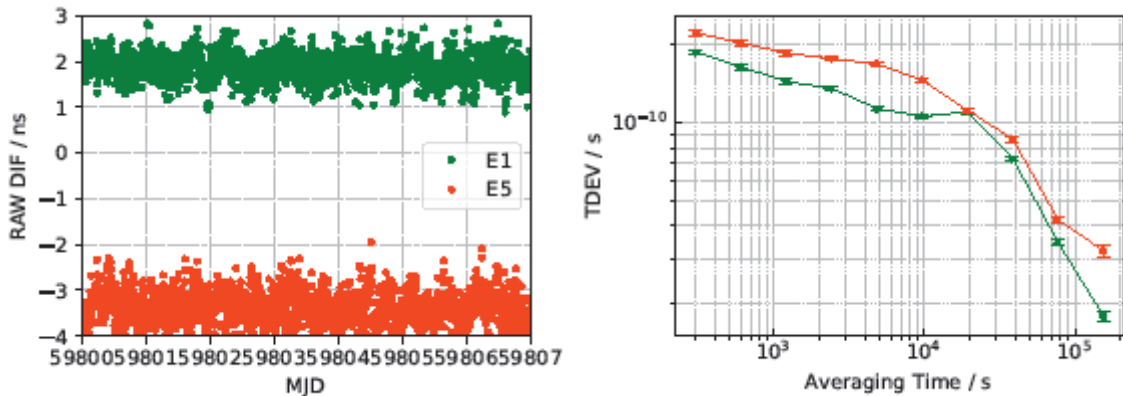 3
2
1
0
−1
−2
−3
−4
RAW DIF / ns
E1
E5
MJD
10⁻¹⁰
TDEV / s
10³
10⁴
10⁵
Averaging Time / s